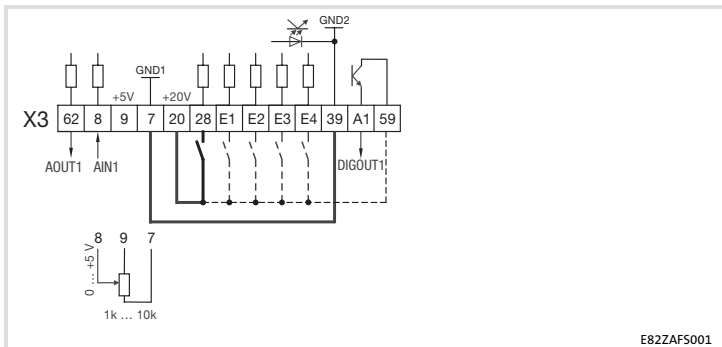 GND2
GND1
+5V
+20V
X3 62 8 9 7 20 28 E1 E2 E3 E4 39 A1 59
AOUT1 AIN1 DIGOUT1
8 9 7
0 ... +5 V
1k ... 10k
E82ZAFS001